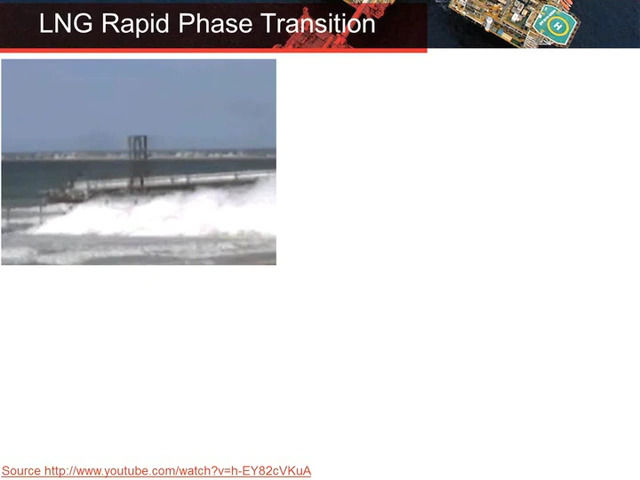 LNG Rapid Phase Transition
H
Source http://www.youtube.com/watch?v=h-EY82cVKuA